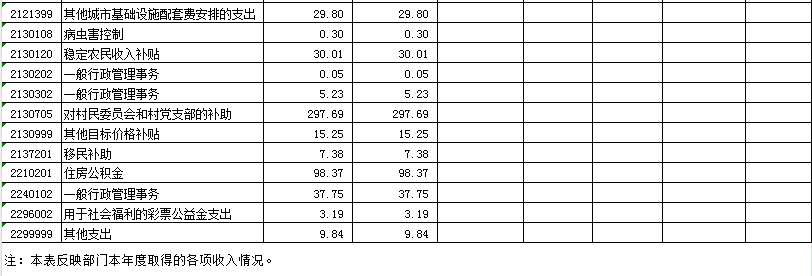 2121399 其他城市基础设施配套费安排的支出 29.80 29.80
2130108 病虫害控制 0.30 0.30
2130120 稳定农民收入补贴 30.01 30.01
2130202 一般行政管理事务 0.05 0.05
2130302 一般行政管理事务 5.23 5.23
2130705 对村民委员会和村党支部的补助 297.69 297.69
2130999 其他目标价格补贴 15.25 15.25
2137201 移民补助 7.38 7.38
2210201 住房公积金 98.37 98.37
2240102 一般行政管理事务 37.75 37.75
2296002 用于社会福利的彩票公益金支出 3.19 3.19
2299999 其他支出 9.84 9.84
注：本表反映部门本年度取得的各项收入情况。